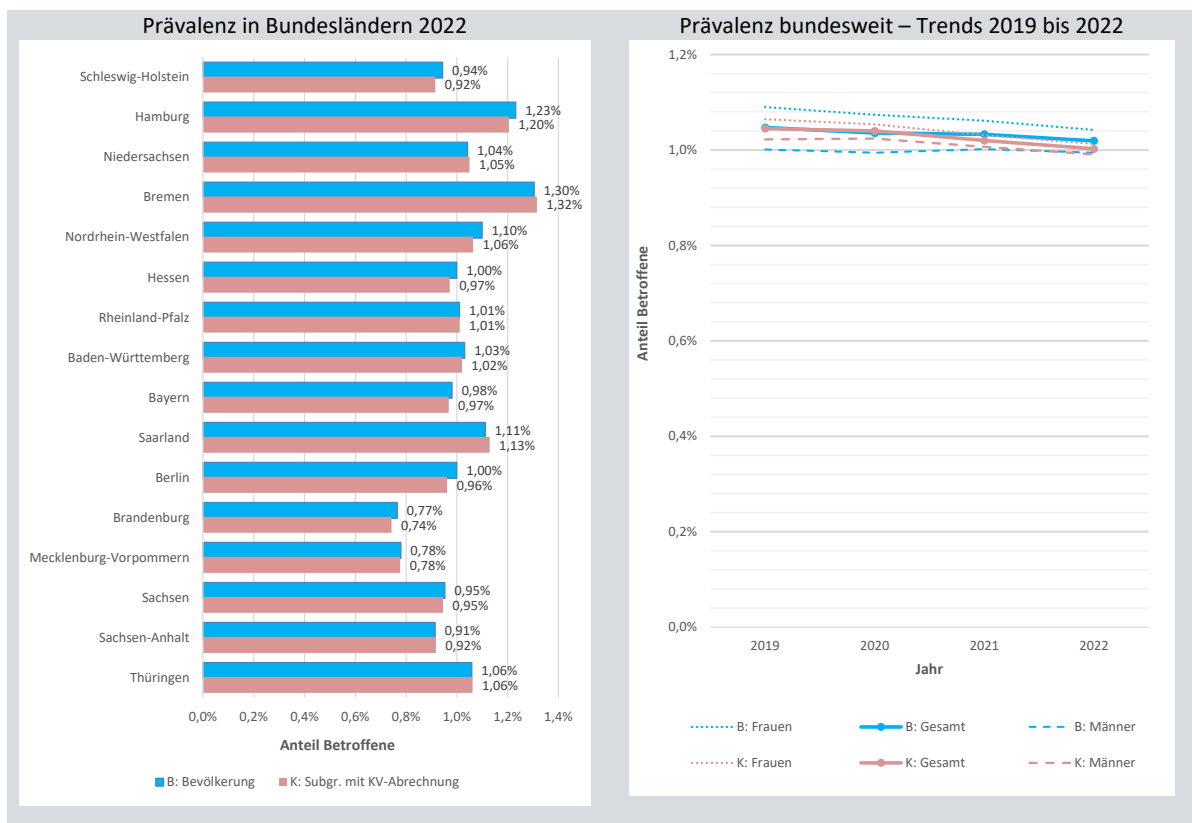 Prävalenz in Bundesländern 2022
Schleswig-Holstein
0,94%
0,92%
Hamburg
1,23%
1,20%
Niedersachsen
1,04%
1,05%
Bremen
1,30%
1,32%
Nordrhein-Westfalen
1,10%
1,06%
Hessen
1,00%
0,97%
Rheinland-Pfalz
1,01%
1,01%
Baden-Württemberg
1,03%
1,02%
Bayern
0,98%
0,97%
Saarland
1,11%
1,13%
Berlin
1,00%
0,96%
Brandenburg
0,77%
0,74%
Mecklenburg-Vorpommern
0,78%
0,78%
Sachsen
0,95%
0,95%
Sachsen-Anhalt
0,91%
0,92%
Thüringen
1,06%
1,06%
0,0% 0,2% 0,4% 0,6% 0,8% 1,0% 1,2% 1,4%
Anteil Betroffene
B: Bevölkerung K: Subgr. mit KV-Abrechnung
Prävalenz bundesweit – Trends 2019 bis 2022
1,2%
1,0%
0,8%
0,6%
0,4%
0,2%
0,0%
Anteil Betroffene
2019 2020 2021 2022
Jahr
B: Frauen B: Gesamt B: Männer
K: Frauen K: Gesamt K: Männer